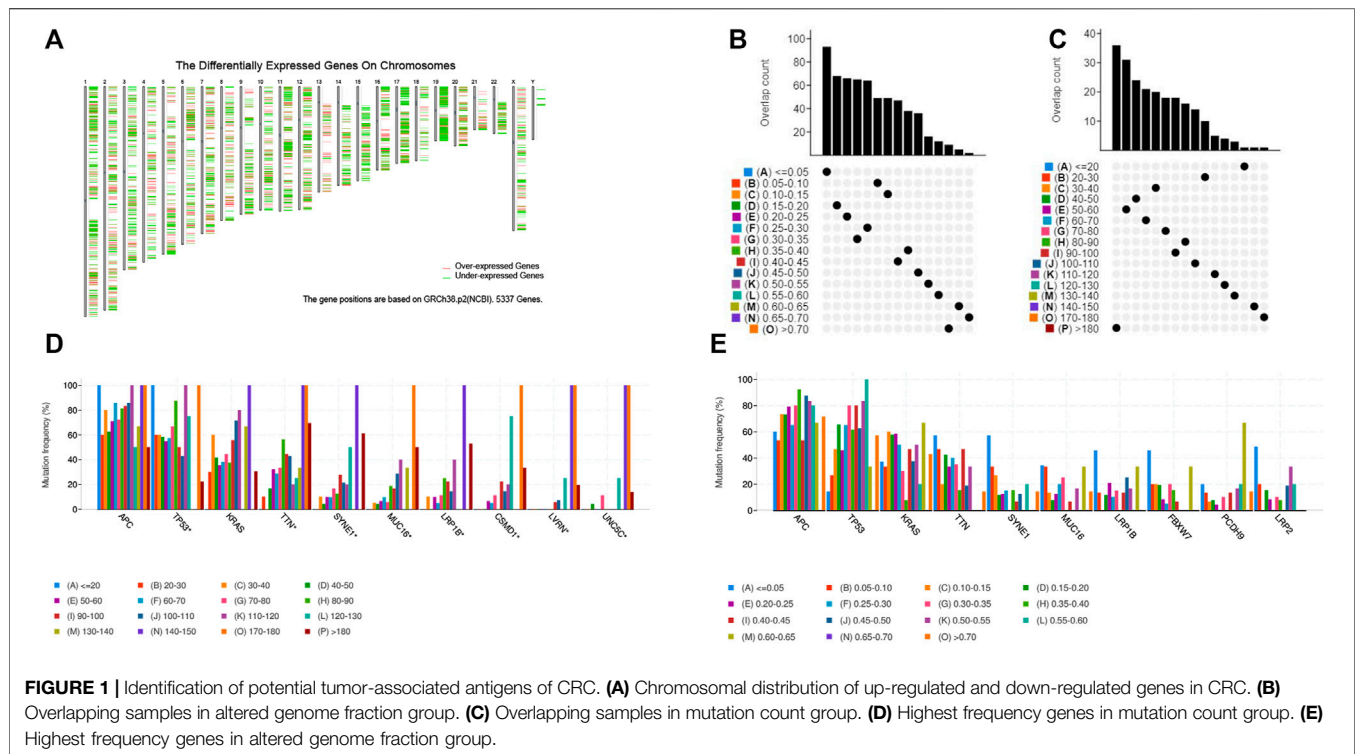 A
The Differentially Expressed Genes On Chromosomes
1 2 3 4 5 6 7 8 9 10 11 12 13 14 15 16 17 18 19 20 21 22 X Y
Over-expressed Genes
Under-expressed Genes
The gene positions are based on GRCh38.p2(NCBI). 5337 Genes.
B
Overlap count
100
80
60
40
20
(A) <=0.05
(B) 0.05-0.10
(C) 0.10-0.15
(D) 0.15-0.20
(E) 0.20-0.25
(F) 0.25-0.30
(G) 0.30-0.35
(H) 0.35-0.40
(I) 0.40-0.45
(J) 0.45-0.50
(K) 0.50-0.55
(L) 0.55-0.60
(M) 0.60-0.65
(N) 0.65-0.70
(O) >0.70
C
Overlap count
40
30
20
10
(A) <=20
(B) 20-30
(C) 30-40
(D) 40-50
(E) 50-60
(F) 60-70
(G) 70-80
(H) 80-90
(I) 90-100
(J) 100-110
(K) 110-120
(L) 120-130
(M) 130-140
(N) 140-150
(O) 170-180
(P) >180
D
Mutation frequency (%)
100
80
60
40
20
0
APC TP53* KRAS TTN* SYNE1* MUC16* LRP1B* CSMD1* LVRN* UNC5C*
(A) <=20 (B) 20-30 (C) 30-40 (D) 40-50
(E) 50-60 (F) 60-70 (G) 70-80 (H) 80-90
(I) 90-100 (J) 100-110 (K) 110-120 (L) 120-130
(M) 130-140 (N) 140-150 (O) 170-180 (P) >180
E
Mutation frequency (%)
100
80
60
40
20
0
APC TP53 KRAS TTN SYNE1 MUC16 LRP1B FBXW7 PCDH9 LRP2
(A) <=0.05 (B) 0.05-0.10 (C) 0.10-0.15 (D) 0.15-0.20
(E) 0.20-0.25 (F) 0.25-0.30 (G) 0.30-0.35 (H) 0.35-0.40
(I) 0.40-0.45 (J) 0.45-0.50 (K) 0.50-0.55 (L) 0.55-0.60
(M) 0.60-0.65 (N) 0.65-0.70 (O) >0.70
FIGURE 1 | Identification of potential tumor-associated antigens of CRC. (A) Chromosomal distribution of up-regulated and down-regulated genes in CRC. (B)
Overlapping samples in altered genome fraction group. (C) Overlapping samples in mutation count group. (D) Highest frequency genes in mutation count group. (E)
Highest frequency genes in altered genome fraction group.